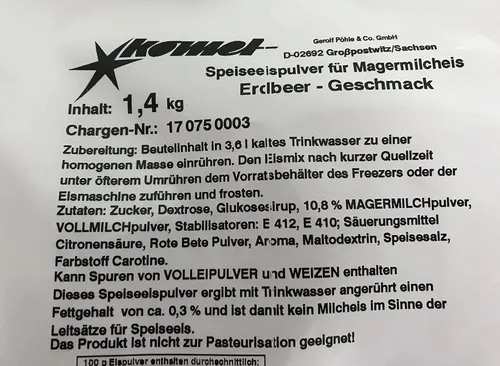 Komet
Gerolf Pöhle & Co. GmbH
D-02692 Großpostwitz/Sachsen
Speiseeispulver für Magermilcheis
Erdbeer - Geschmack
Inhalt: 1,4 kg
Chargen-Nr.: 17 075 0003
Zubereitung: Beutelinhalt in 3,6 l kaltes Trinkwasser zu einer
homogenen Masse einrühren. Den Eismix nach kurzer Quellzeit
unter öfterem Umrühren dem Vorratsbehälter des Freezers oder der
Eismaschine zuführen und frosten.
Zutaten: Zucker, Dextrose, Glukosesirup, 10,8 % MAGERMILCHpulver,
VOLLMILCHpulver, Stabilisatoren: E 412, E 410; Säuerungsmittel
Citronensäure, Rote Bete Pulver, Aroma, Maltodextrin, Speisesalz,
Farbstoff Carotine.
Kann Spuren von VOLLEIPULVER und WEIZEN enthalten
Dieses Speiseeispulver ergibt mit Trinkwasser angerührt einen
Fettgehalt von ca. 0,3 % und ist damit kein Milcheis im Sinne der
Leitsätze für Speiseeis.
Das Produkt ist nicht zur Pasteurisation geeignet!
100 g Eispulver enthalten durchschnittlich: